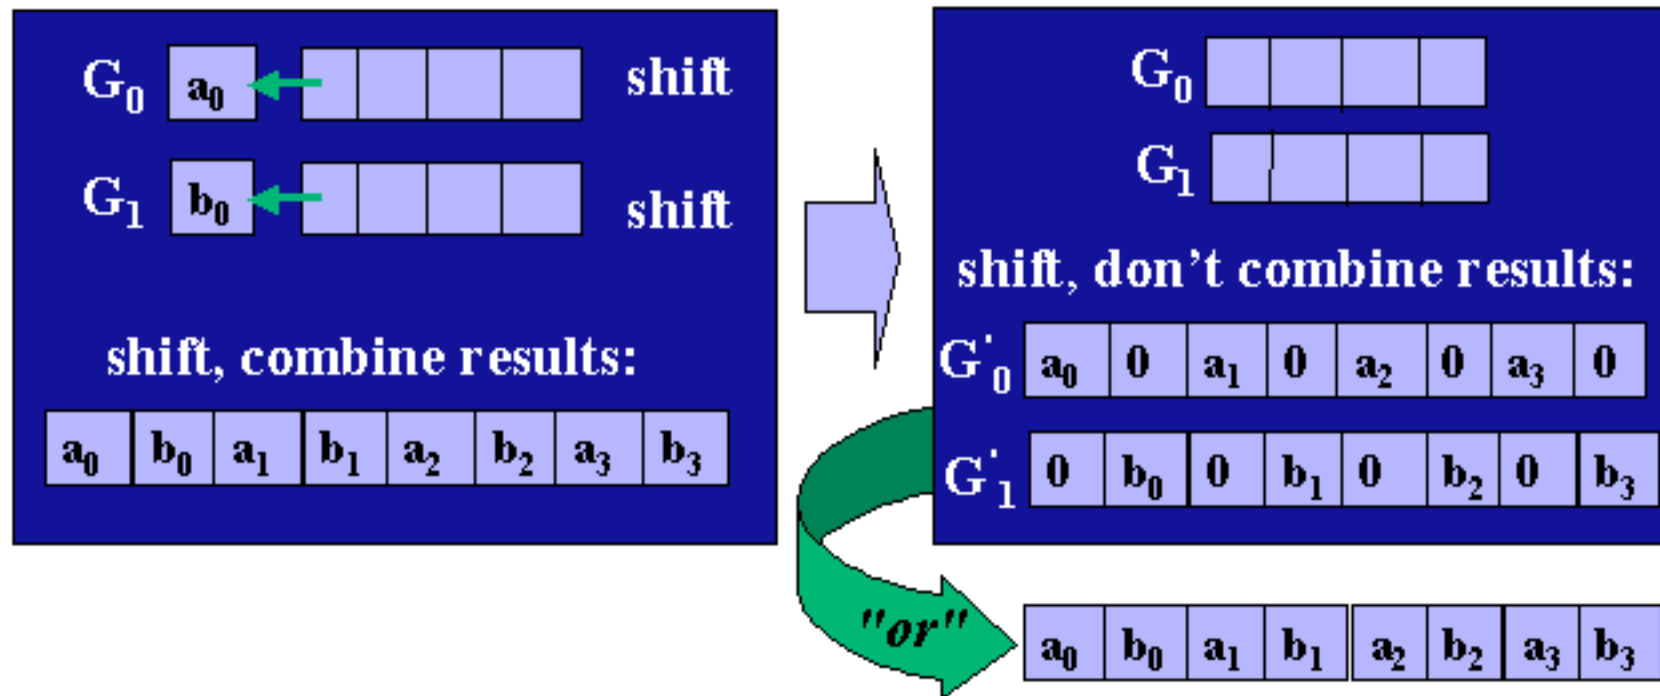 G₀ a₀ shift
G₁ b₀ shift
shift, combine results:
a₀ b₀ a₁ b₁ a₂ b₂ a₃ b₃
G₀
G₁
shift, don't combine results:
G'₀ a₀ 0 a₁ 0 a₂ 0 a₃ 0
G'₁ 0 b₀ 0 b₁ 0 b₂ 0 b₃
"or"
a₀ b₀ a₁ b₁ a₂ b₂ a₃ b₃